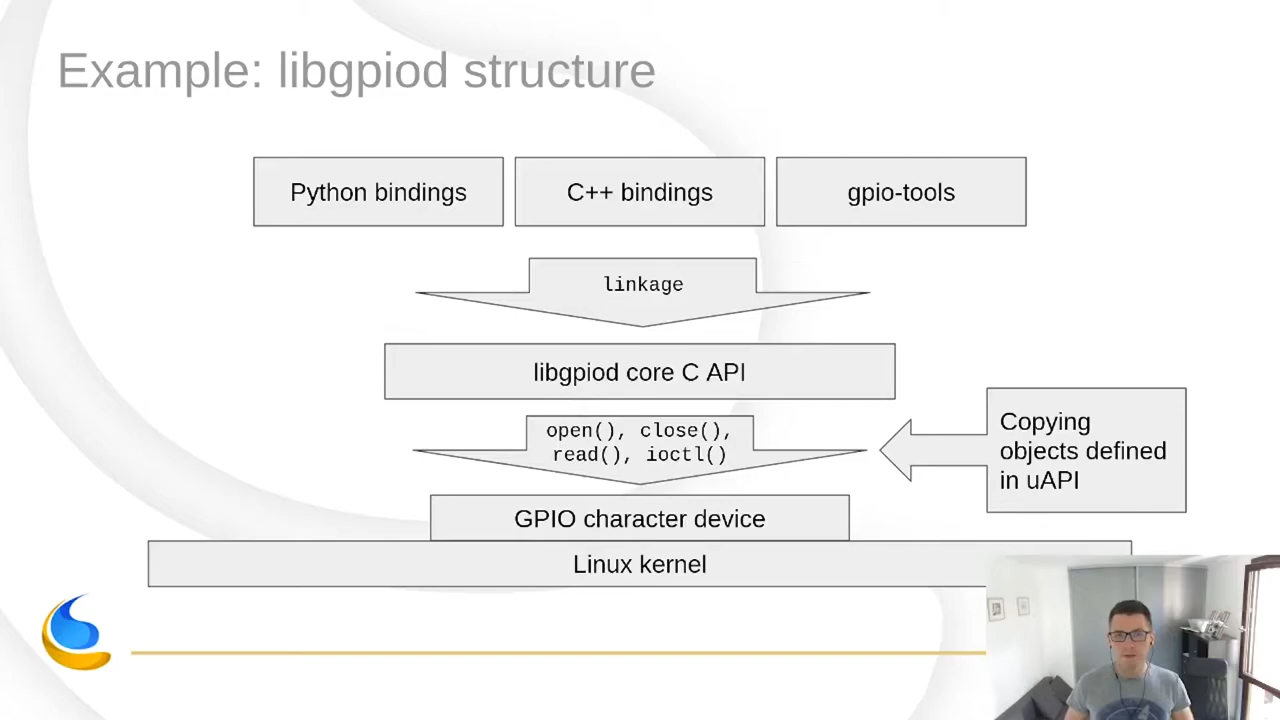 Example: libgpiod structure
Python bindings
C++ bindings
gpio-tools
linkage
libgpiod core C API
open(), close(),
read(), ioctl()
Copying
objects defined
in uAPI
GPIO character device
Linux kernel